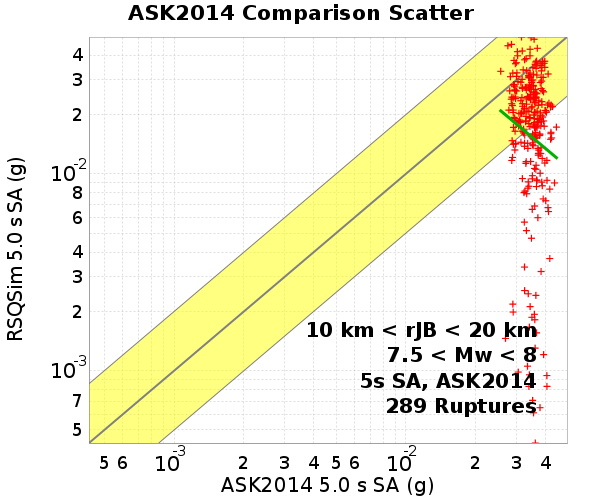 ASK2014 Comparison Scatter
RSQSim 5.0 s SA (g)
4
3
2
10-2
8
6
4
3
2
10-3
7
5
10 km < rJB < 20 km
7.5 < Mw < 8
5s SA, ASK2014
289 Ruptures
5 6 10-3 2 3 4 5 6 10-2 2 3 4
ASK2014 5.0 s SA (g)